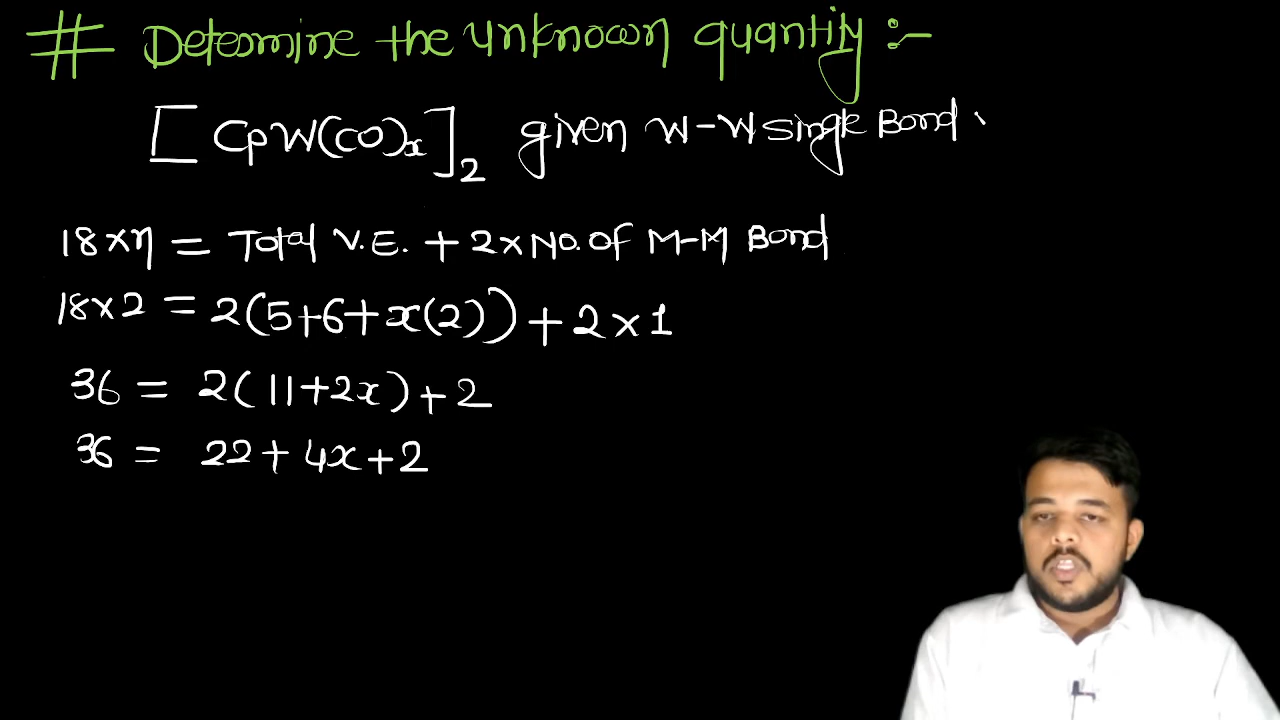 # Determine the unknown quantity :-
[CpW(CO)x]2 given W-W single Bond.
18×n = Total V.E. + 2× No. of M-M Bond
18×2 = 2(5+6+x(2)) + 2×1
36 = 2(11+2x)+2
36 = 22+4x+2